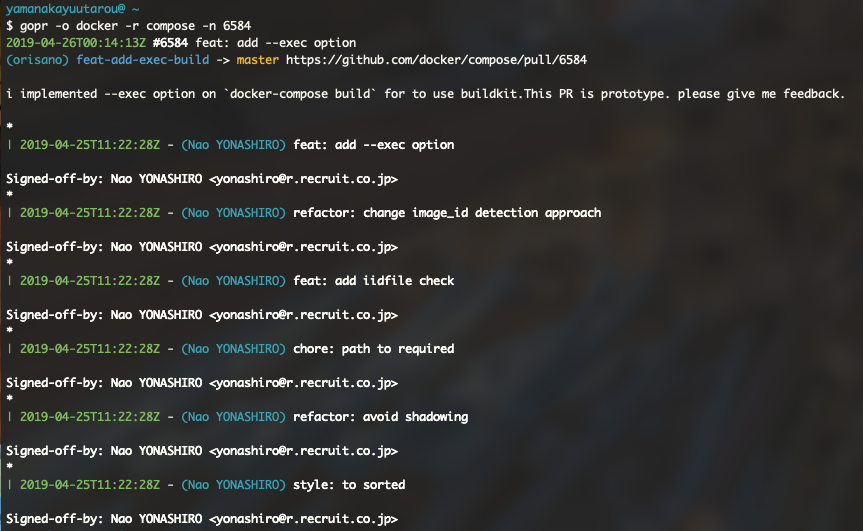 yamanakayuutarou@ ~
$ gopr -o docker -r compose -n 6584
2019-04-26T00:14:13Z #6584 feat: add --exec option
(orisano) feat-add-exec-build -> master https://github.com/docker/compose/pull/6584
i implemented --exec option on `docker-compose build` for to use buildkit.This PR is prototype. please give me feedback.
*
| 2019-04-25T11:22:28Z - (Nao YONASHIRO) feat: add --exec option
Signed-off-by: Nao YONASHIRO <yonashiro@r.recruit.co.jp>
*
| 2019-04-25T11:22:28Z - (Nao YONASHIRO) refactor: change image_id detection approach
Signed-off-by: Nao YONASHIRO <yonashiro@r.recruit.co.jp>
*
| 2019-04-25T11:22:28Z - (Nao YONASHIRO) feat: add iidfile check
Signed-off-by: Nao YONASHIRO <yonashiro@r.recruit.co.jp>
*
| 2019-04-25T11:22:28Z - (Nao YONASHIRO) chore: path to required
Signed-off-by: Nao YONASHIRO <yonashiro@r.recruit.co.jp>
*
| 2019-04-25T11:22:28Z - (Nao YONASHIRO) refactor: avoid shadowing
Signed-off-by: Nao YONASHIRO <yonashiro@r.recruit.co.jp>
*
| 2019-04-25T11:22:28Z - (Nao YONASHIRO) style: to sorted
Signed-off-by: Nao YONASHIRO <yonashiro@r.recruit.co.jp>